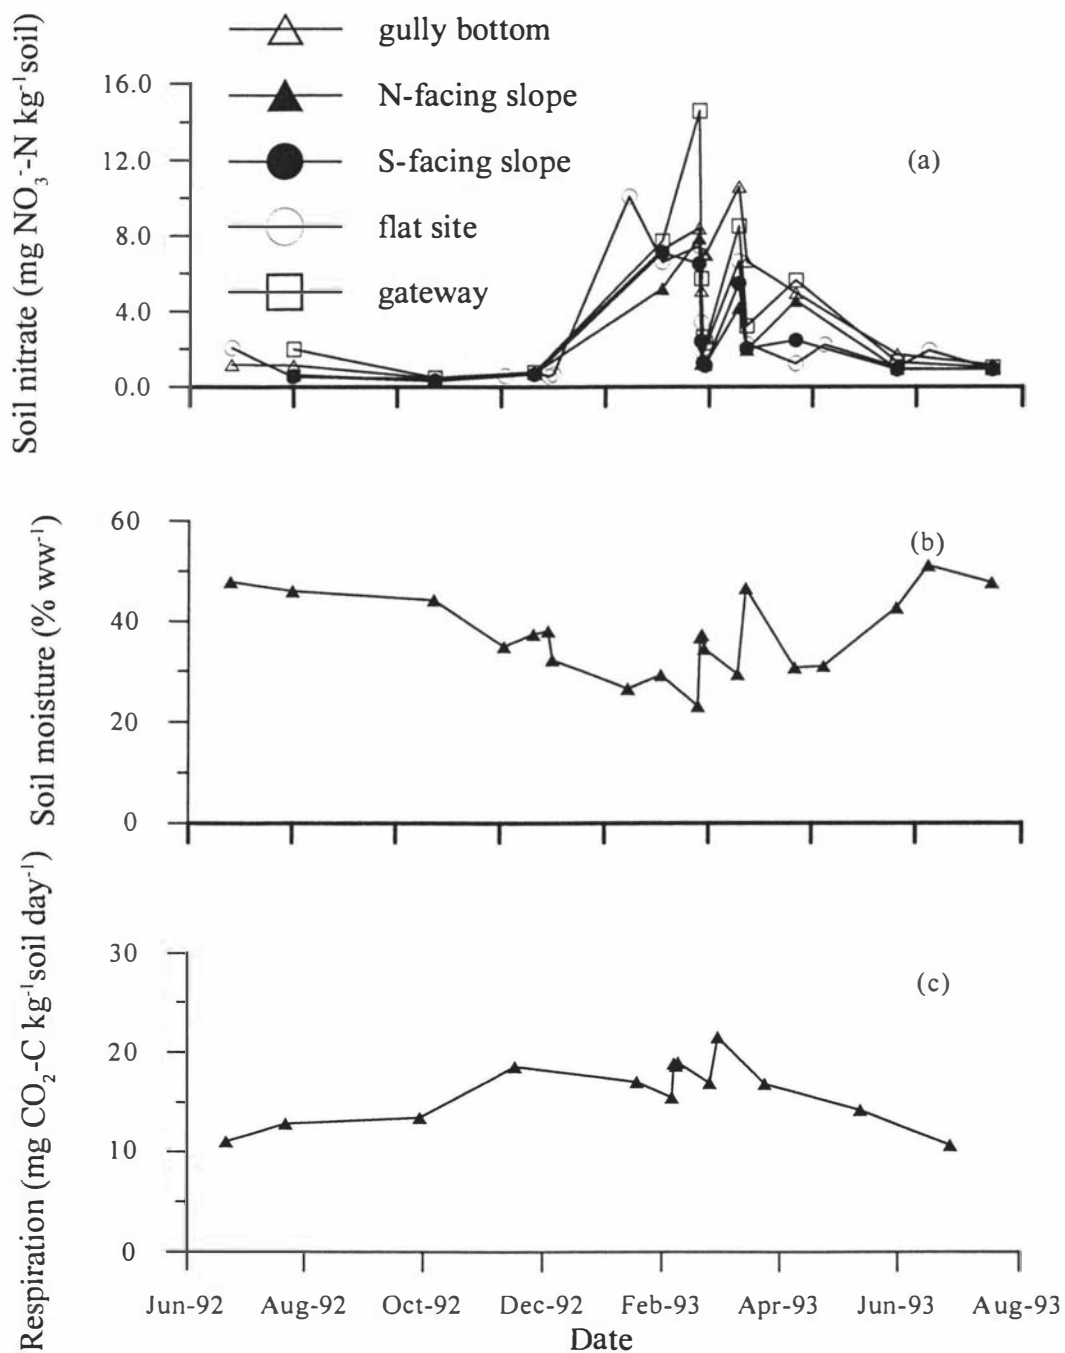 Soil nitrate (mg NO₃⁻-N kg⁻¹soil)
gully bottom
N-facing slope
S-facing slope
flat site
gateway
(a)
16.0
12.0
8.0
4.0
0.0
Soil moisture (% ww⁻¹)
(b)
60
40
20
0
Respiration (mg CO₂-C kg⁻¹soil day⁻¹)
(c)
30
20
10
0
Jun-92 Aug-92 Oct-92 Dec-92 Feb-93 Apr-93 Jun-93 Aug-93
Date